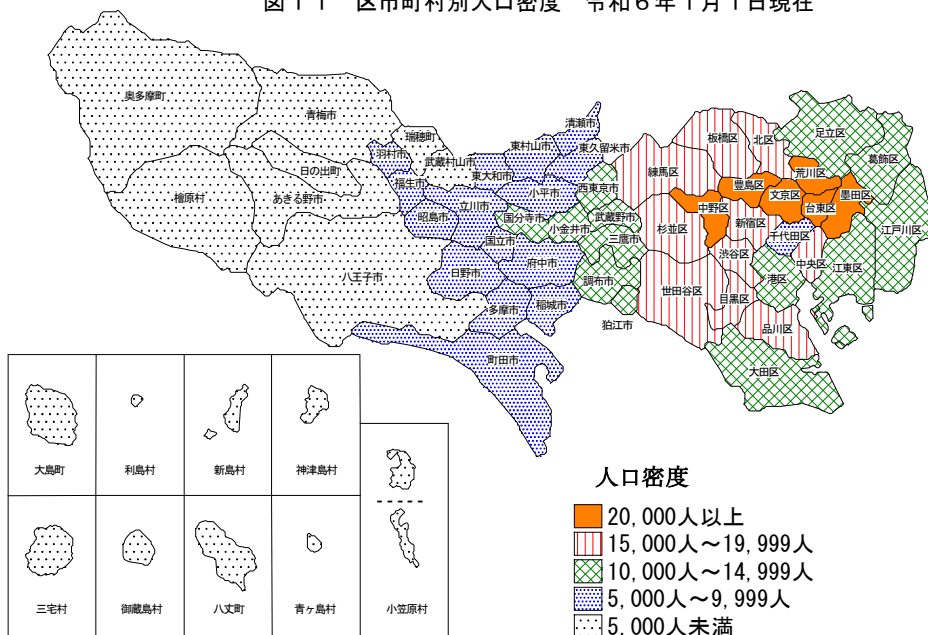 図11 区市町村別人口密度 令和6年1月1日現在
奥多摩町
青梅市
瑞穂町
羽村市
武蔵村山市
日の出町
檜原村
あきる野市
福生市
昭島市
立川市
東大和市
東村山市
清瀬市
東久留米市
小平市
西東京市
国分寺市
小金井市
武蔵野市
三鷹市
国立市
府中市
調布市
八王子市
日野市
多摩市
稲城市
狛江市
町田市
練馬区
板橋区
北区
足立区
葛飾区
荒川区
豊島区
文京区
台東区
墨田区
中野区
杉並区
新宿区
千代田区
江戸川区
渋谷区
中央区
江東区
港区
世田谷区
目黒区
品川区
大田区
大島町
利島村
新島村
神津島村
三宅村
御蔵島村
八丈町
青ヶ島村
小笠原村
人口密度
20,000人以上
15,000人～19,999人
10,000人～14,999人
5,000人～9,999人
5,000人未満